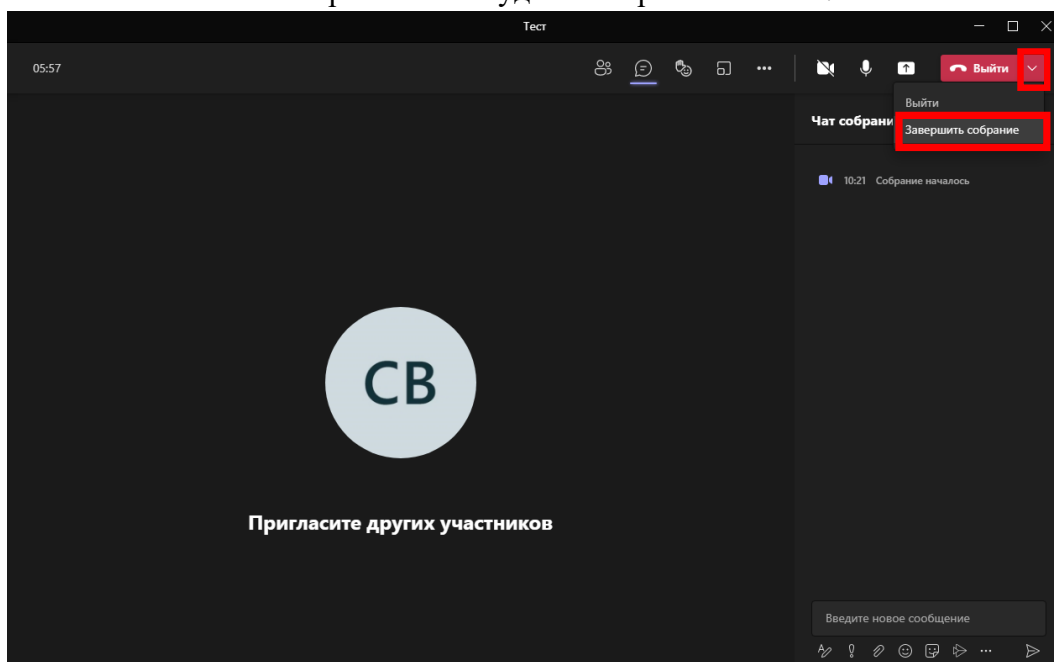 Тест
05:57
Выйти
Выйти
Чат собрани
Завершить собрание
10:21 Собрание началось
СВ
Пригласите других участников
Введите новое сообщение